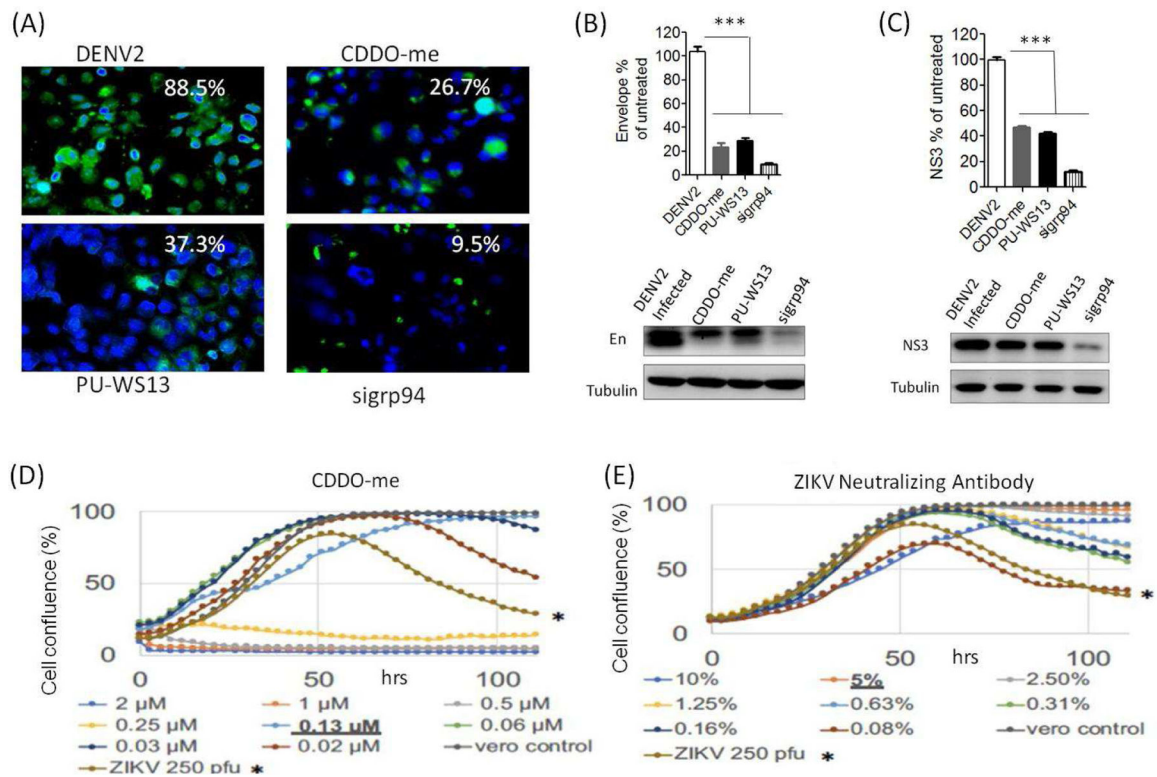 (A)
DENV2
CDDO-me
88.5%
26.7%
37.3%
9.5%
PU-WS13
sigrp94
(B)
***
Envelope %
of untreated
120
100
80
60
40
20
0
DENV2
CDDO-me
PU-WS13
sigrp94
DENV2
Infected
CDDO-me
PU-WS13
sigrp94
En
Tubulin
(C)
***
NS3 % of untreated
120
100
80
60
40
20
0
DENV2
CDDO-me
PU-WS13
sigrp94
DENV2
Infected
CDDO-me
PU-WS13
sigrp94
NS3
Tubulin
(D)
CDDO-me
Cell confluence (%)
100
50
0
0
50
100
hrs
*
2 µM
1 µM
0.5 µM
0.25 µM
0.13 uM
0.06 µM
0.03 µM
0.02 µM
vero control
ZIKV 250 pfu *
(E)
ZIKV Neutralizing Antibody
Cell confluence (%)
100
50
0
0
50
100
hrs
*
10%
5%
2.50%
1.25%
0.63%
0.31%
0.16%
0.08%
vero control
ZIKV 250 pfu *